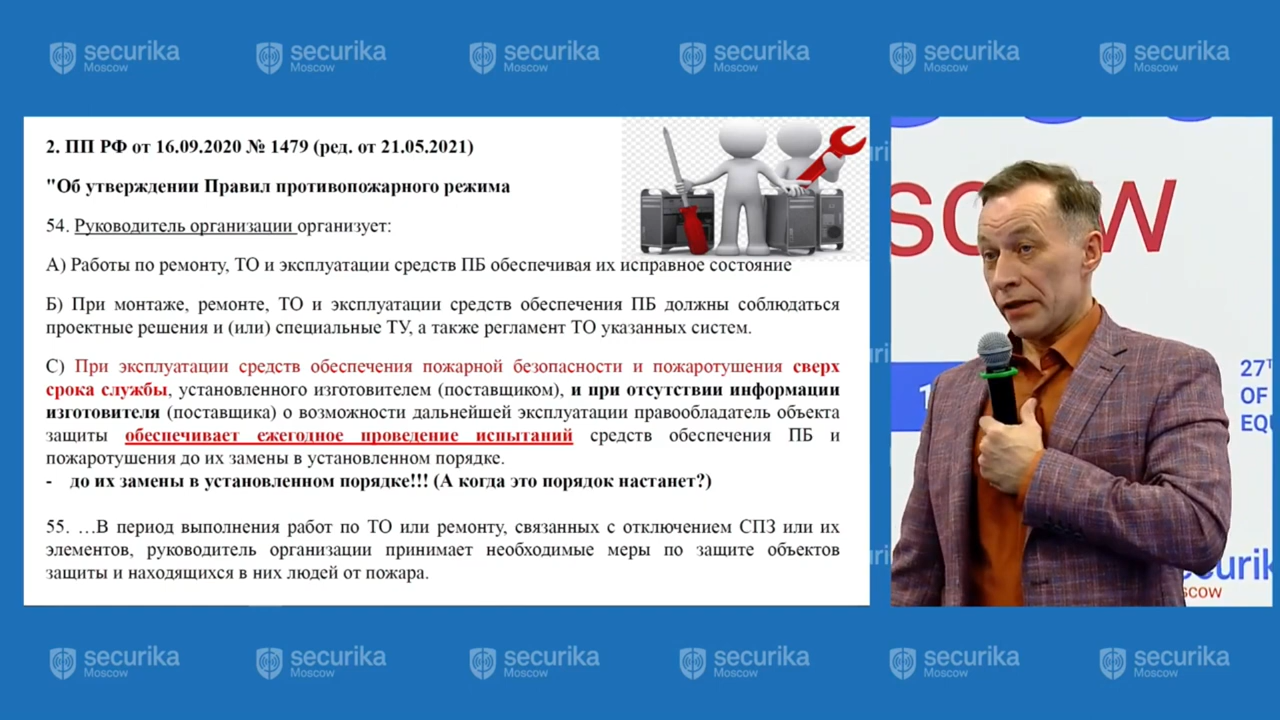 securika
Moscow
securika
Moscow
securika
Moscow
securika
Moscow
securika
Moscow
securika
Moscow
2. ПП РФ от 16.09.2020 № 1479 (ред. от 21.05.2021)
"Об утверждении Правил противопожарного режима
54. Руководитель организации организует:
А) Работы по ремонту, ТО и эксплуатации средств ПБ обеспечивая их исправное состояние
Б) При монтаже, ремонте, ТО и эксплуатации средств обеспечения ПБ должны соблюдаться
проектные решения и (или) специальные ТУ, а также регламент ТО указанных систем.
С) При эксплуатации средств обеспечения пожарной безопасности и пожаротушения сверх
срока службы, установленного изготовителем (поставщиком), и при отсутствии информации
изготовителя (поставщика) о возможности дальнейшей эксплуатации правообладатель объекта
защиты обеспечивает ежегодное проведение испытаний средств обеспечения ПБ и
пожаротушения до их замены в установленном порядке.
- до их замены в установленном порядке!!! (А когда это порядок настанет?)
55. …В период выполнения работ по ТО или ремонту, связанных с отключением СПЗ или их
элементов, руководитель организации принимает необходимые меры по защите объектов
защиты и находящихся в них людей от пожара.
27T
OF
EQU
securika
Moscow
securika
Moscow
securika
Moscow
securika
Moscow
securika
Moscow
securika
Moscow